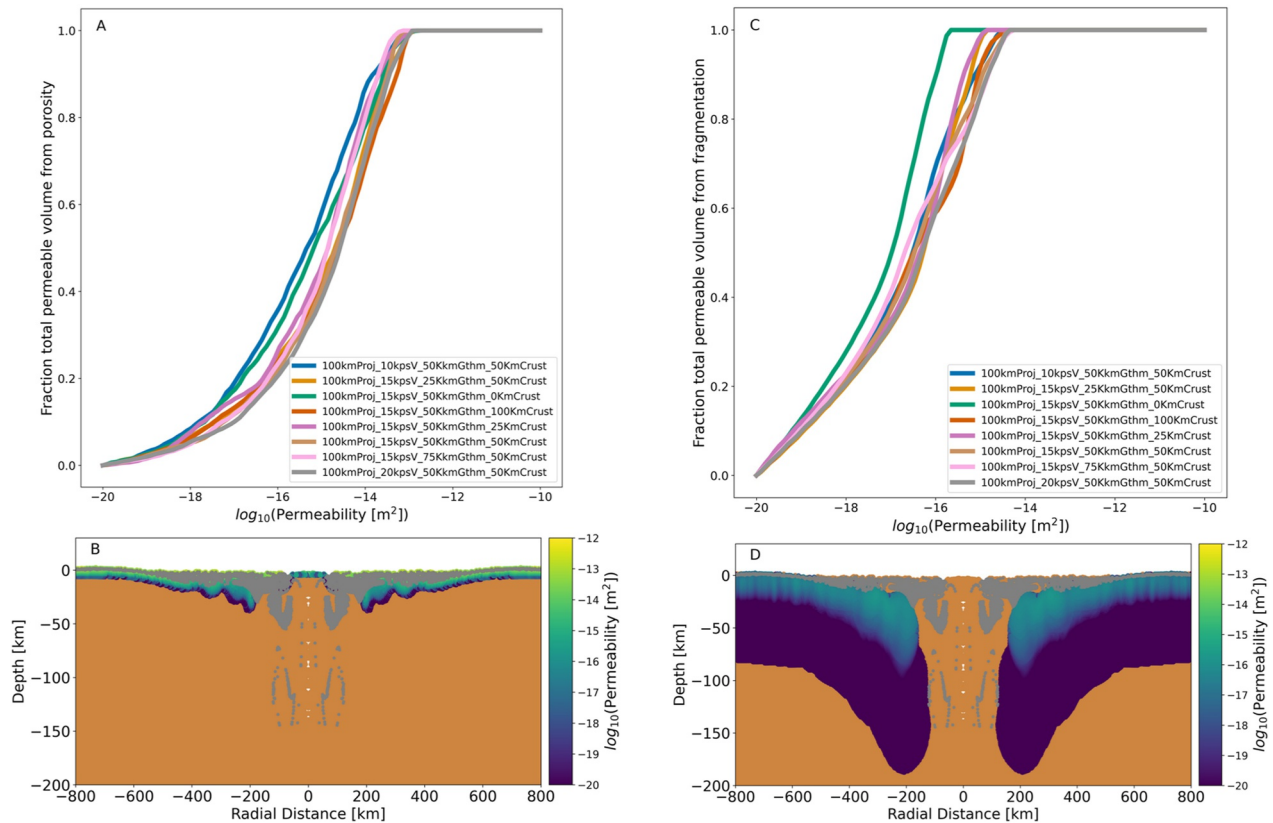 A
Fraction total permeable volume from porosity
1.0
0.8
0.6
0.4
0.2
0.0
100kmProj_10kpsV_50KkmGthm_50KmCrust
100kmProj_15kpsV_25KkmGthm_50KmCrust
100kmProj_15kpsV_50KkmGthm_0KmCrust
100kmProj_15kpsV_50KkmGthm_100KmCrust
100kmProj_15kpsV_50KkmGthm_25KmCrust
100kmProj_15kpsV_50KkmGthm_50KmCrust
100kmProj_15kpsV_75KkmGthm_50KmCrust
100kmProj_20kpsV_50KkmGthm_50KmCrust
−20 −18 −16 −14 −12 −10
log10(Permeability [m²])
C
Fraction total permeable volume from fragmentation
1.0
0.8
0.6
0.4
0.2
0.0
100kmProj_10kpsV_50KkmGthm_50KmCrust
100kmProj_15kpsV_25KkmGthm_50KmCrust
100kmProj_15kpsV_50KkmGthm_0KmCrust
100kmProj_15kpsV_50KkmGthm_100KmCrust
100kmProj_15kpsV_50KkmGthm_25KmCrust
100kmProj_15kpsV_50KkmGthm_50KmCrust
100kmProj_15kpsV_75KkmGthm_50KmCrust
100kmProj_20kpsV_50KkmGthm_50KmCrust
−20 −18 −16 −14 −12 −10
log10(Permeability [m²])
B
Depth [km]
0
−50
−100
−150
−200
−800 −600 −400 −200 0 200 400 600 800
Radial Distance [km]
−12
−13
−14
−15
−16
−17
−18
−19
−20
log10(Permeability [m²])
D
Depth [km]
0
−50
−100
−150
−200
−800 −600 −400 −200 0 200 400 600 800
Radial Distance [km]
−12
−13
−14
−15
−16
−17
−18
−19
−20
log10(Permeability [m²])